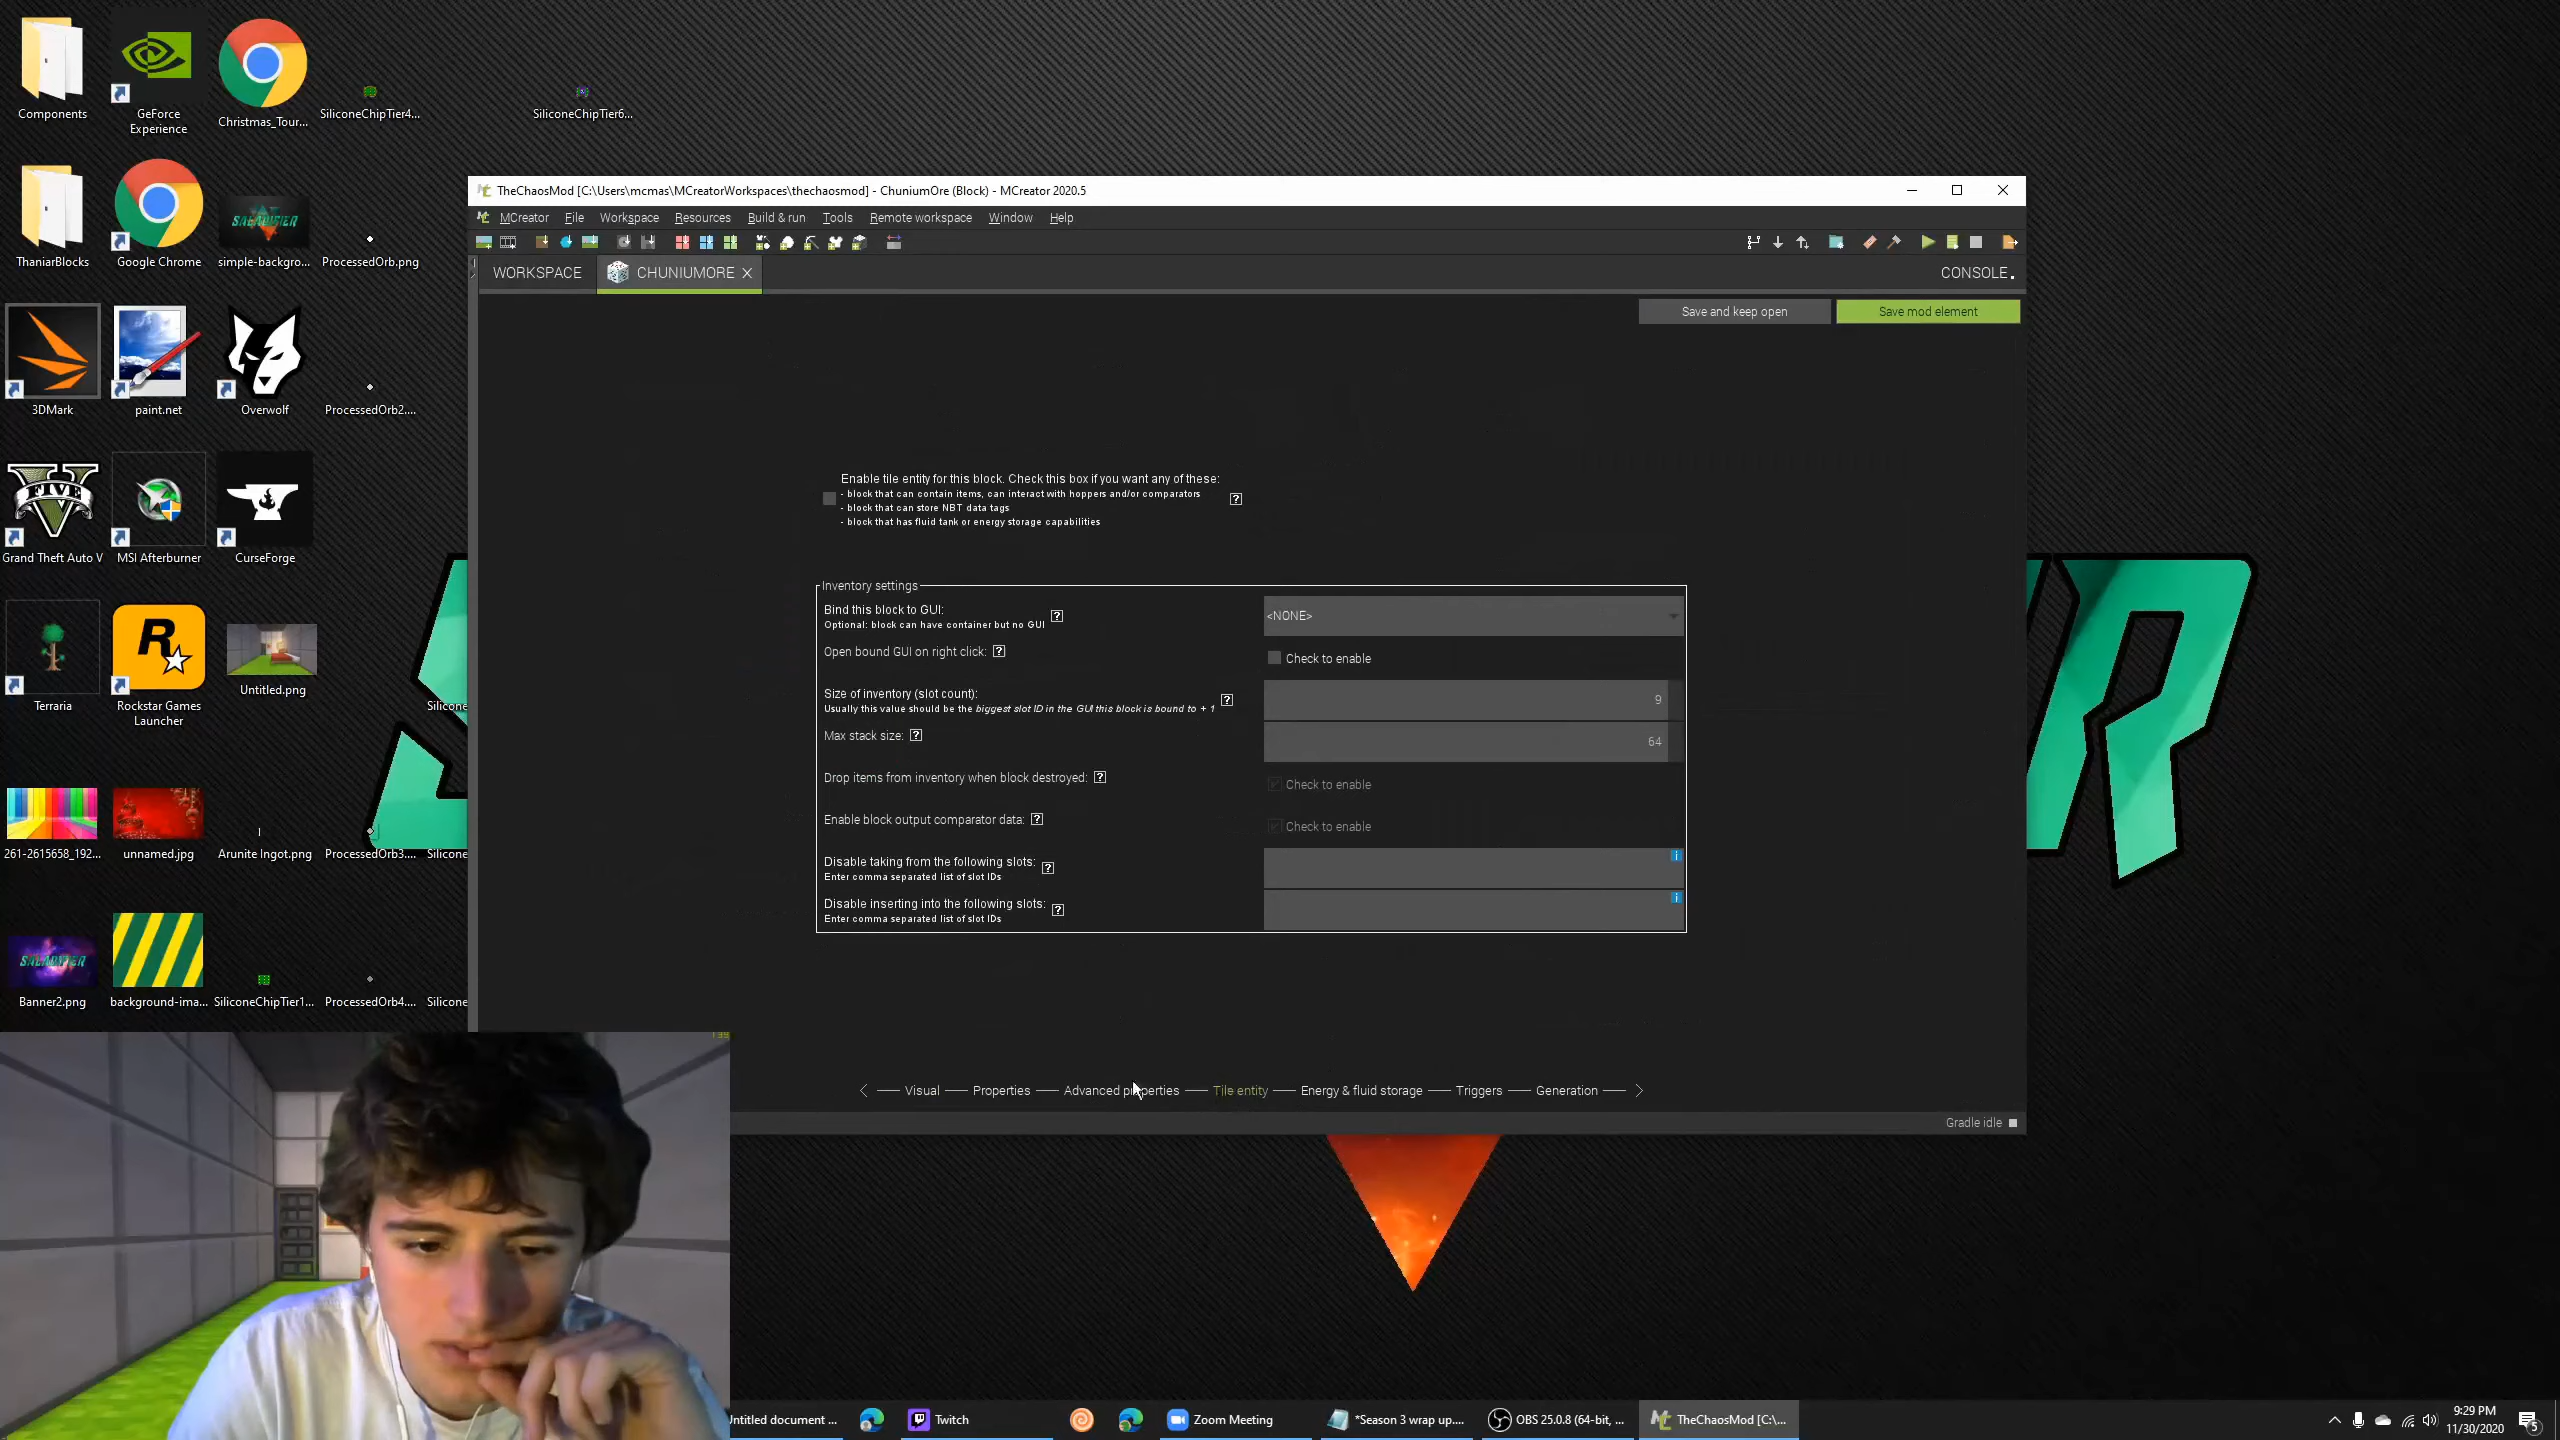 Components
GeForce Experience
Christmas_Tour...
SiliconeChipTier4...
SiliconeChipTier6...
ThaniarBlocks
Google Chrome
simple-backgro...
ProcessedOrb.png
3DMark
paint.net
Overwolf
ProcessedOrb2....
Grand Theft Auto V
MSI Afterburner
CurseForge
Terraria
Rockstar Games Launcher
Untitled.png
Silicone
261-2615658_192...
unnamed.jpg
Arunite Ingot.png
ProcessedOrb3....
Silicone
Banner2.png
background-ima...
SiliconeChipTier1...
ProcessedOrb4....
Silicone
TheChaosMod [C:\Users\mcmas\MCreatorWorkspaces\thechaosmod] - ChuniumOre (Block) - MCreator 2020.5
MCreator File Workspace Resources Build & run Tools Remote workspace Window Help
WORKSPACE CHUNIUMORE CONSOLE
Save and keep open Save mod element
Enable tile entity for this block. Check this box if you want any of these:
- block that can contain items, can interact with hoppers and/or comparators
- block that can store NBT data tags
- block that has fluid tank or energy storage capabilities
Inventory settings
Bind this block to GUI: <NONE>
Optional: block can have container but no GUI
Open bound GUI on right click: Check to enable
Size of inventory (slot count): 9
Usually this value should be the biggest slot ID in the GUI this block is bound to + 1
Max stack size: 64
Drop items from inventory when block destroyed: Check to enable
Enable block output comparator data: Check to enable
Disable taking from the following slots:
Enter comma separated list of slot IDs
Disable inserting into the following slots:
Enter comma separated list of slot IDs
Visual Properties Advanced properties Tile entity Energy & fluid storage Triggers Generation
Gradle idle
Untitled document ... Twitch Zoom Meeting *Season 3 wrap up.... OBS 25.0.8 (64-bit, ... TheChaosMod [C:\...
9:29 PM
11/30/2020
5